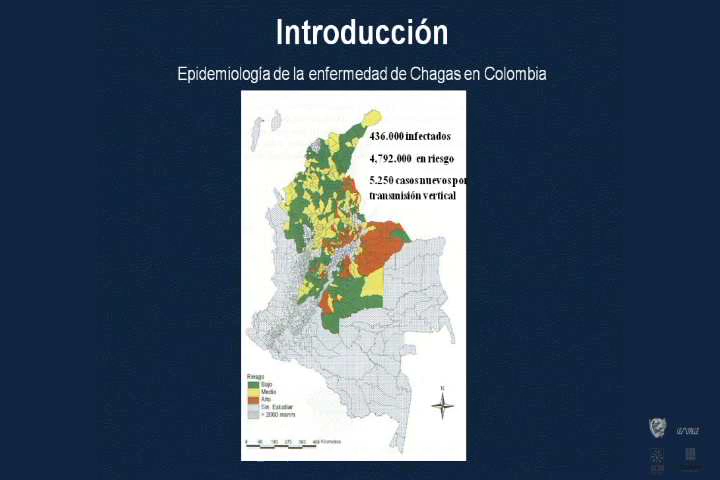 Introducción
Epidemiología de la enfermedad de Chagas en Colombia
436.000 infectados
4,792.000 en riesgo
5.250 casos nuevos por
transmisión vertical
Riesgo
Bajo
Medio
Alto
Sin Estudiar
> 2000 msnm
N